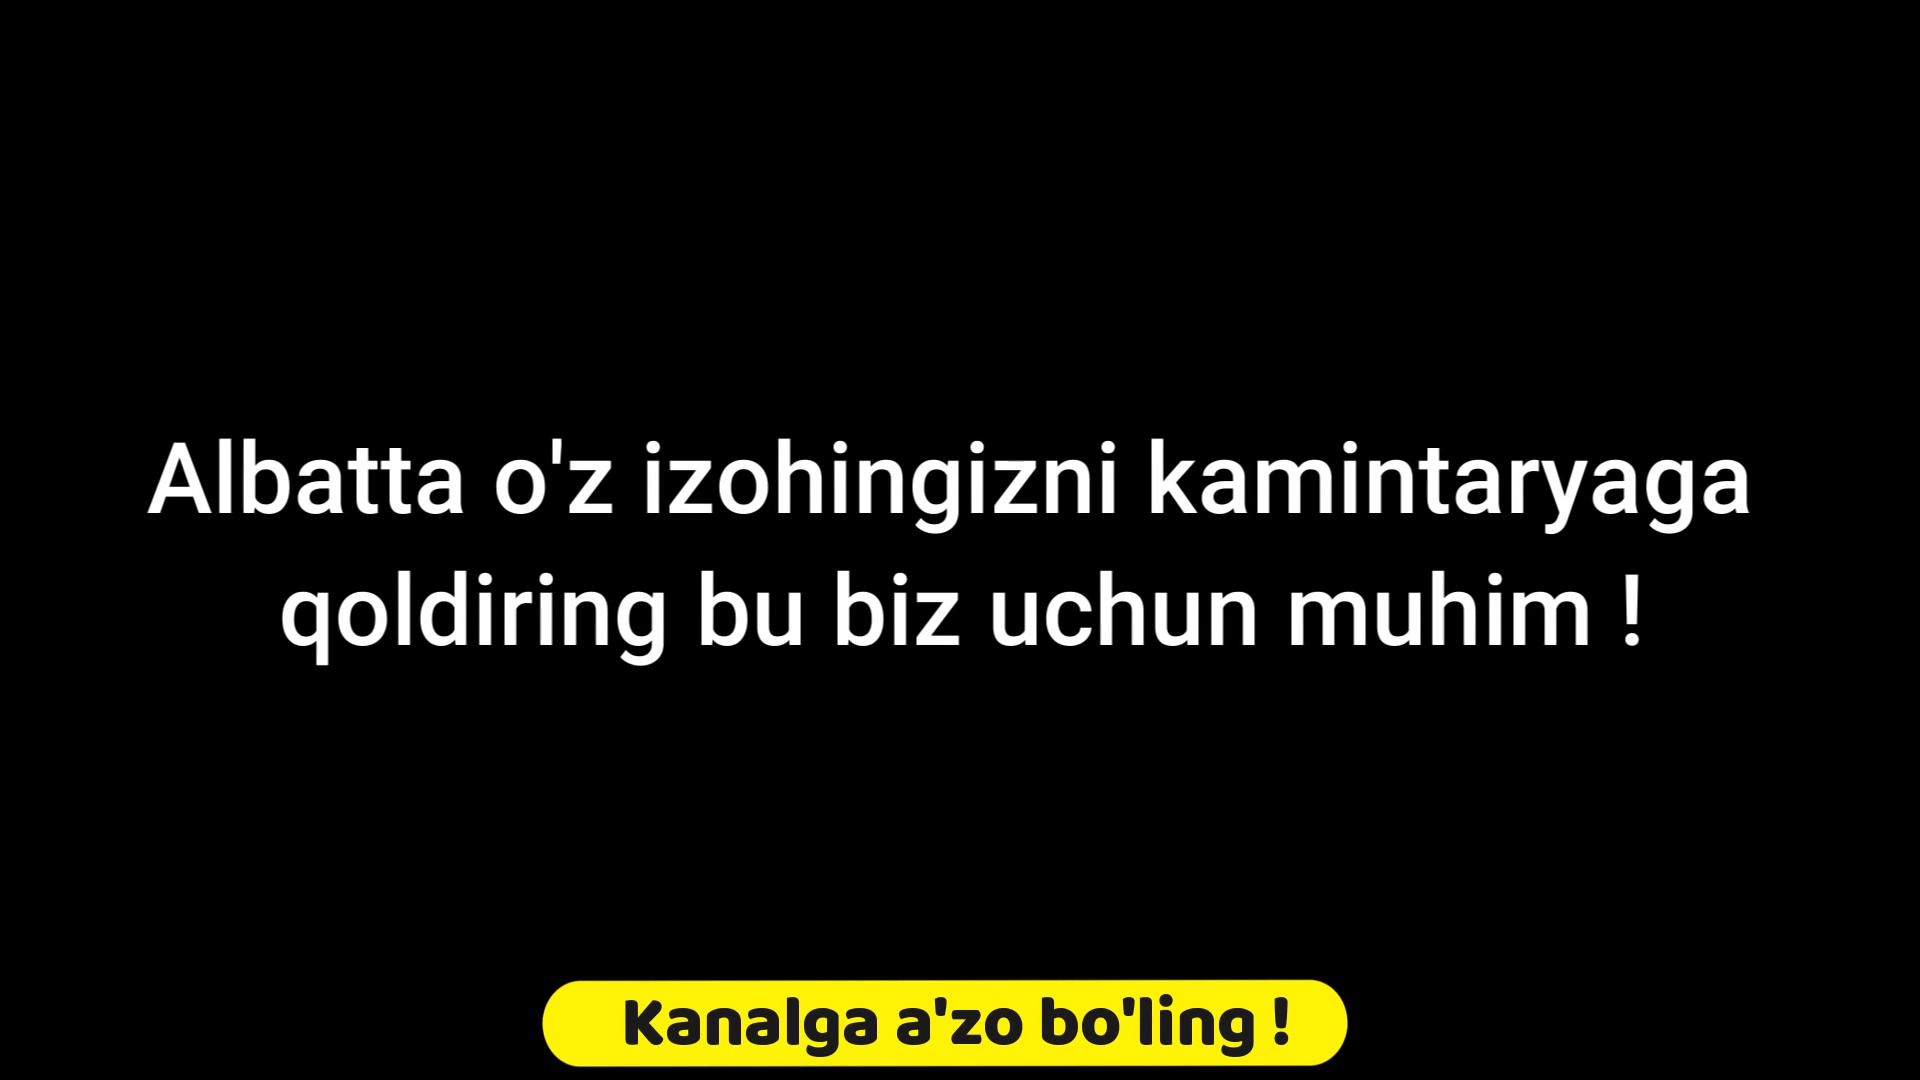 Albatta o'z izohingizni kamintaryaga
qoldiring bu biz uchun muhim !
Kanalga a'zo bo'ling !